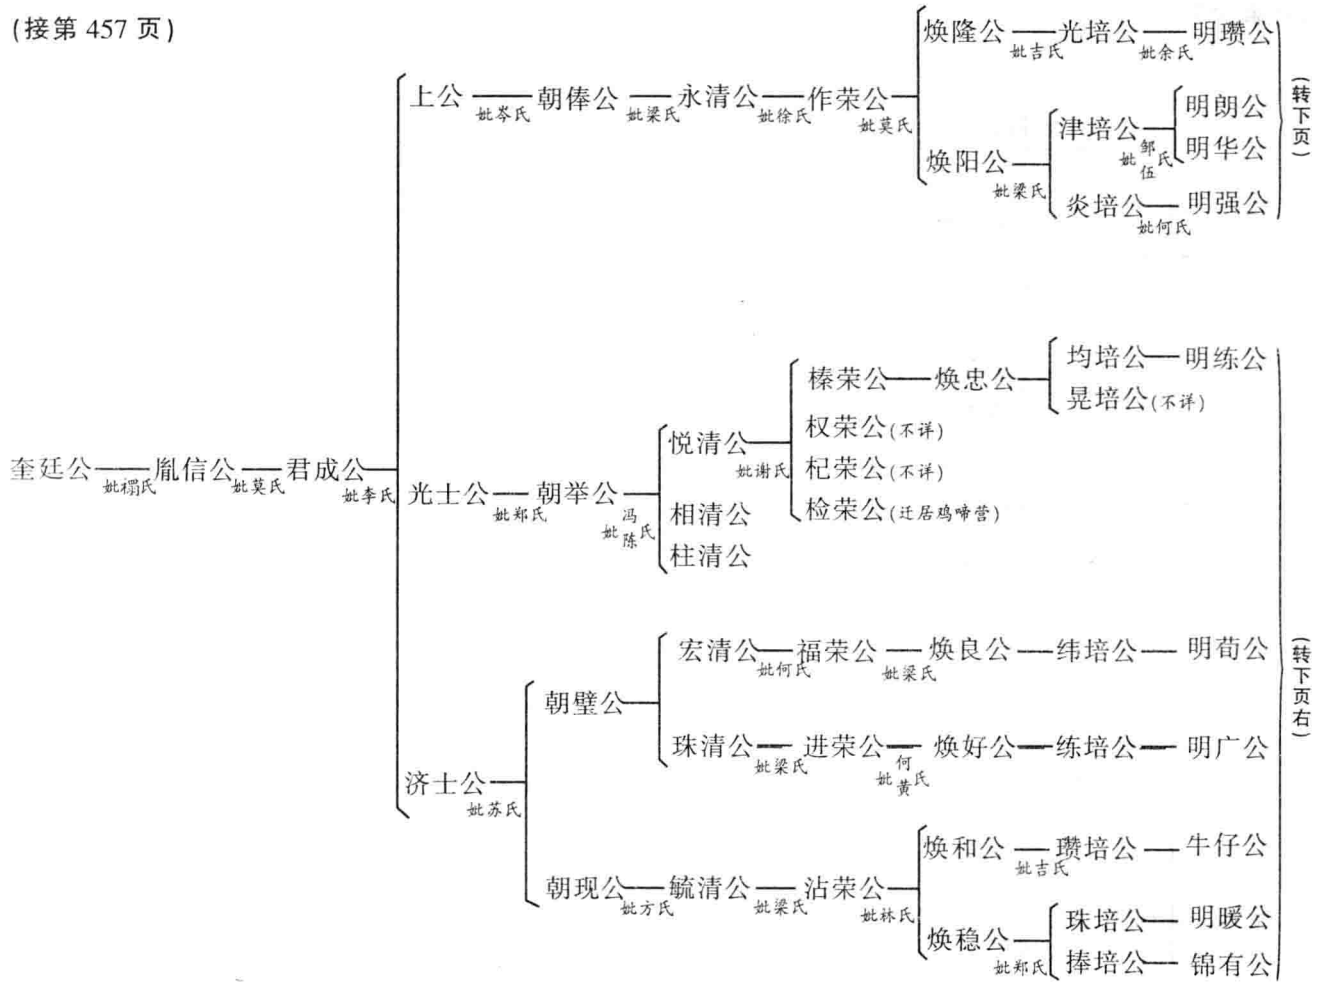 (接第 457 页)
焕隆公 妣吉氏 光培公 妣余氏 明瓒公
上公 妣岑氏 朝俸公 妣梁氏 永清公 妣徐氏 作荣公 妣莫氏
焕阳公 妣梁氏
津培公 妣邹伍氏
明朗公
明华公
炎培公 妣何氏 明强公
(转下页)
奎廷公 妣禤氏 胤信公 妣莫氏 君成公 妣李氏
光士公 妣郑氏 朝举公 妣冯陈氏
悦清公 妣谢氏
榛荣公 焕忠公
均培公 明练公
晃培公(不详)
权荣公(不详)
杞荣公(不详)
检荣公(迁居鸡啼营)
相清公
柱清公
济士公 妣苏氏
朝璧公
宏清公 妣何氏 福荣公 妣梁氏 焕良公 纬培公 明荀公
珠清公 妣梁氏 进荣公 妣何黄氏 焕好公 练培公 明广公
朝现公 妣方氏 毓清公 妣梁氏 沾荣公 妣林氏
焕和公 妣吉氏 瓒培公 牛仔公
焕稳公 妣郑氏
珠培公 明暖公
捧培公 锦有公
(转下页右)